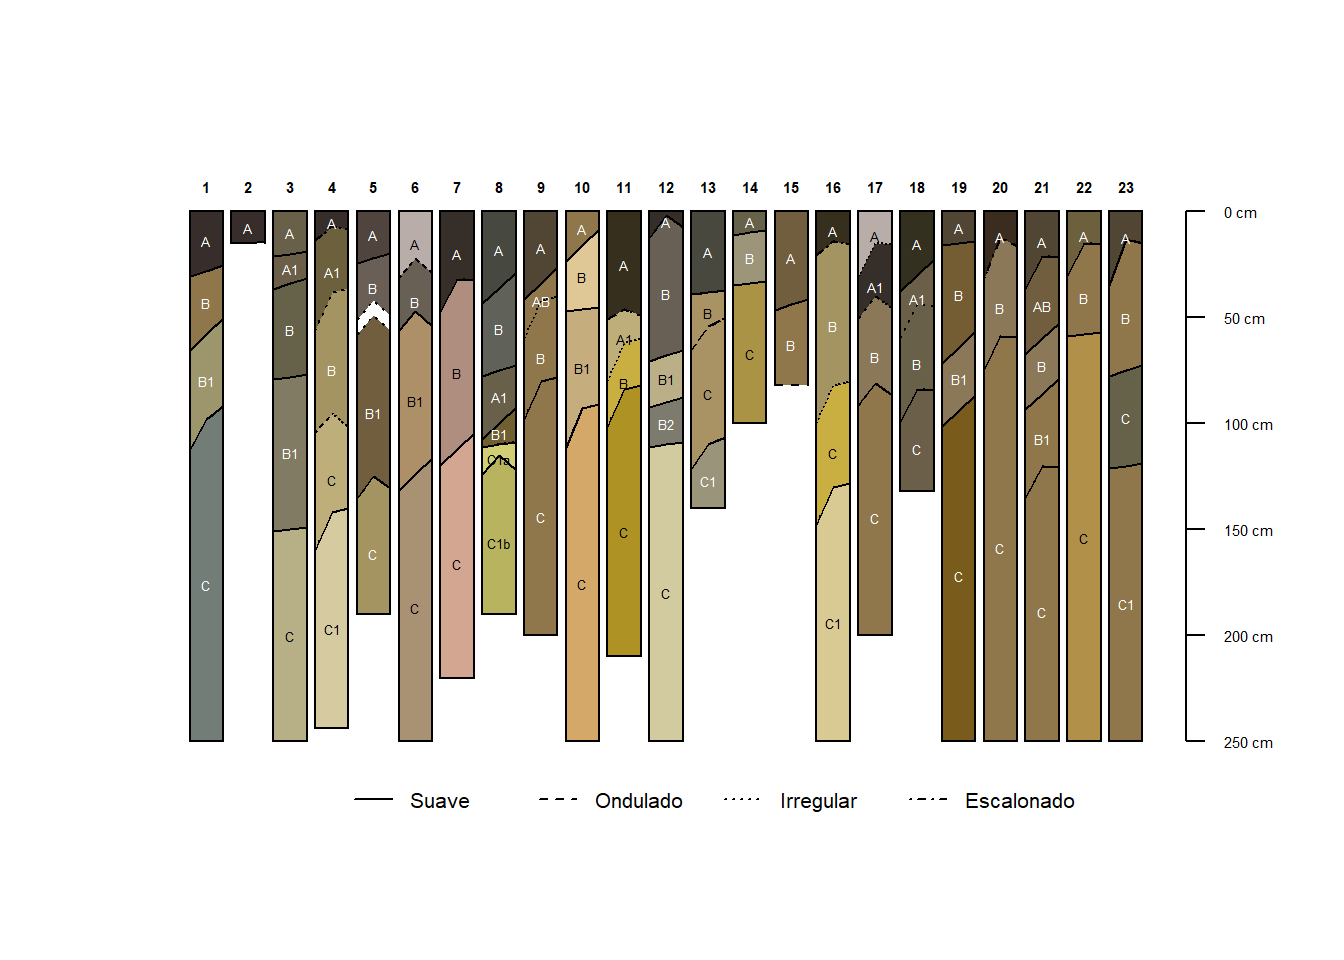 1 2 3 4 5 6 7 8 9 10 11 12 13 14 15 16 17 18 19 20 21 22 23
A B B1 C
A
A A1 B B1 C
A A1 B C C1
A B B1 C
A B B1 C
A B C
A B A1 B1 C1a C1b
A AB B C
A B B1 C
A A1 B C
A B B1 B2 C
A B C C1
A B C
A B
A B C C1
A A1 B C
A A1 B C
A B B1 C
A B C
A AB B B1 C
A B C
A B C C1
0 cm
50 cm
100 cm
150 cm
200 cm
250 cm
Suave Ondulado Irregular Escalonado